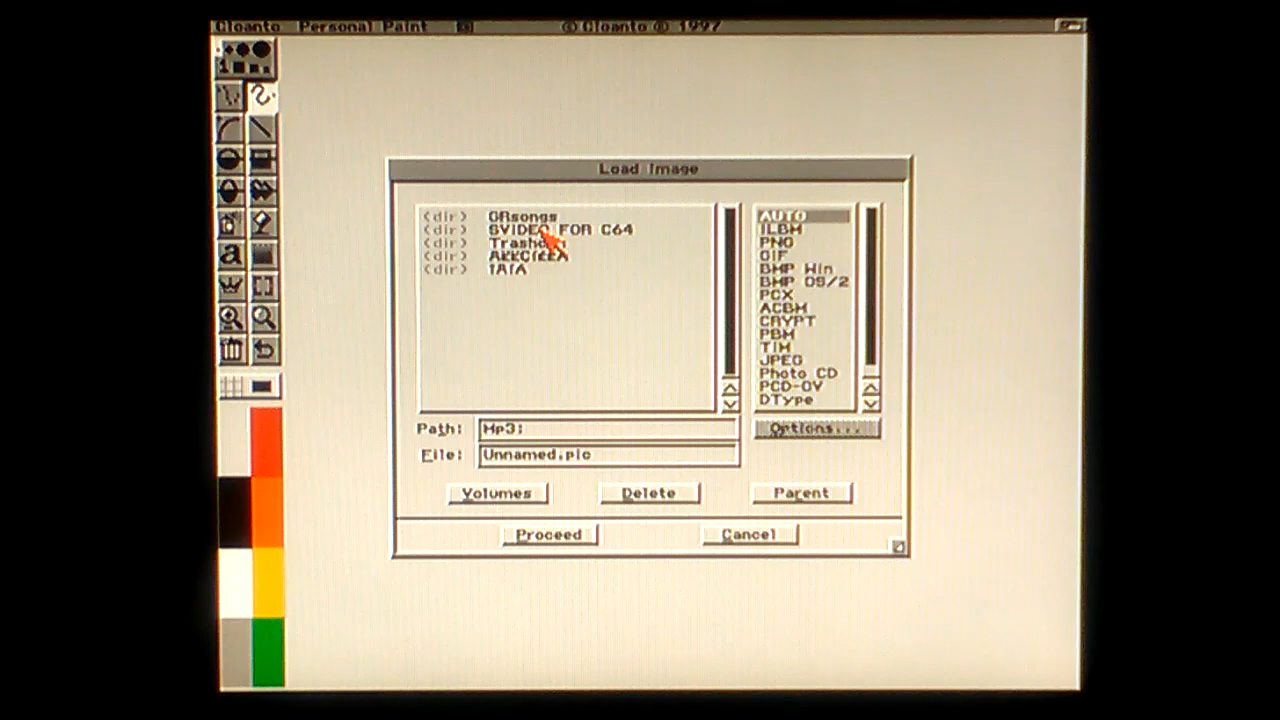 Cloanto Personal Paint © Cloanto ® 1997
1
a
Load Image
(dir) GRsongs
(dir) SVIDEO FOR C64
(dir)
(dir)
(dir)
AUTO
ILBM
PNG
GIF
BMP Win
BMP OS/2
PCX
ACBM
CRYPT
PBM
TIM
JPEG
Photo CD
PCD-OV
DType
Path: Mp3:
Options...
File: Unnamed.pic
Volumes Delete Parent
Proceed Cancel